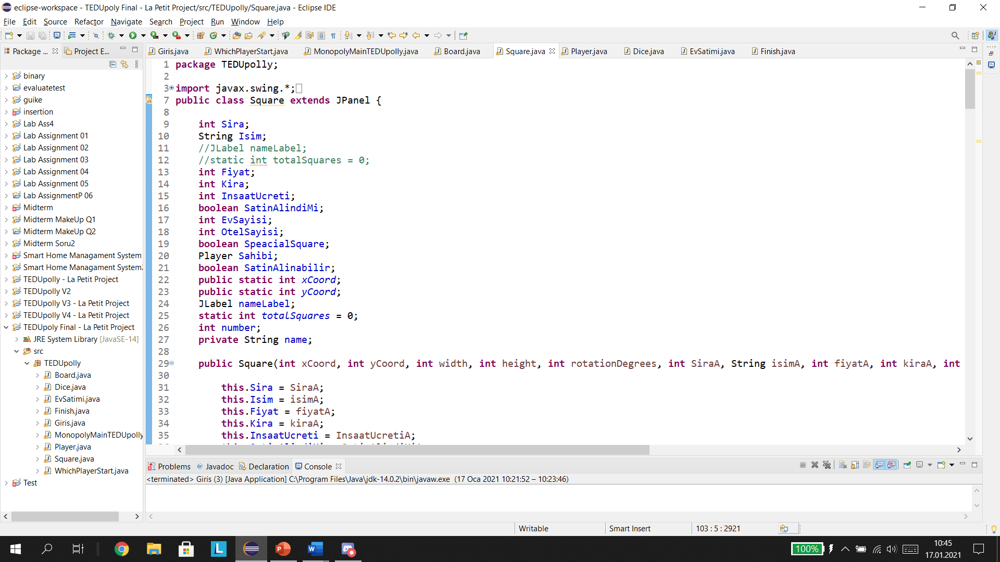 eclipse-workspace - TEDUpoly Final - La Petit Project/src/TEDUpolly/Square.java - Eclipse IDE
File Edit Source Refactor Navigate Search Project Run Window Help
Package ... Project E...
Giris.java WhichPlayerStart.java MonopolyMainTEDUpolly.java Board.java Square.java Player.java Dice.java EvSatimi.java Finish.java
binary
evaluatetest
guike
insertion
Lab Ass4
Lab Assignment 01
Lab Assignment 02
Lab Assignment 03
Lab Assignment 04
Lab Assignment 05
Lab AssignmentP 06
Midterm
Midterm MakeUp Q1
Midterm MakeUp Q2
Midterm Soru2
Smart Home Managament System
Smart Home Managament System
TEDUpolly - La Petit Project
TEDUpolly V2
TEDUpolly V3 - La Petit Project
TEDUpolly V4 - La Petit Project
TEDUpoly Final - La Petit Project
JRE System Library [JavaSE-14]
src
TEDUpolly
Board.java
Dice.java
EvSatimi.java
Finish.java
Giris.java
MonopolyMainTEDUpolly
Player.java
Square.java
WhichPlayerStart.java
Test
1 package TEDUpolly;
2
3 import javax.swing.*;
7 public class Square extends JPanel {
8
9 int Sira;
10 String Isim;
11 //JLabel nameLabel;
12 //static int totalSquares = 0;
13 int Fiyat;
14 int Kira;
15 int InsaatUcreti;
16 boolean SatinAlindiMi;
17 int EvSayisi;
18 int OtelSayisi;
19 boolean SpeacialSquare;
20 Player Sahibi;
21 boolean SatinAlinabilir;
22 public static int xCoord;
23 public static int yCoord;
24 JLabel nameLabel;
25 static int totalSquares = 0;
26 int number;
27 private String name;
28
29 public Square(int xCoord, int yCoord, int width, int height, int rotationDegrees, int SiraA, String isimA, int fiyatA, int kiraA, int
30
31 this.Sira = SiraA;
32 this.Isim = isimA;
33 this.Fiyat = fiyatA;
34 this.Kira = kiraA;
35 this.InsaatUcreti = InsaatUcretiA;
Problems @ Javadoc Declaration Console
<terminated> Giris (3) [Java Application] C:\Program Files\Java\jdk-14.0.2\bin\javaw.exe (17 Oca 2021 10:21:52 – 10:23:46)
Writable Smart Insert 103 : 5 : 2921
100%
10:45
17.01.2021